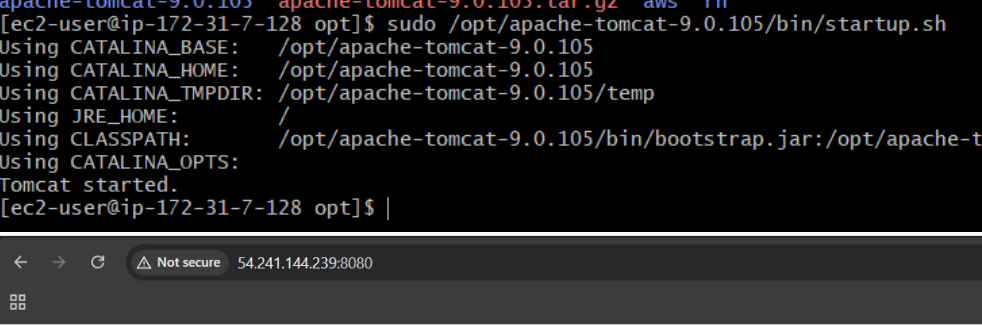 apache-tomcat-9.0.105 apache-tomcat-9.0.105.tar.gz aws rh
[ec2-user@ip-172-31-7-128 opt]$ sudo /opt/apache-tomcat-9.0.105/bin/startup.sh
Using CATALINA_BASE: /opt/apache-tomcat-9.0.105
Using CATALINA_HOME: /opt/apache-tomcat-9.0.105
Using CATALINA_TMPDIR: /opt/apache-tomcat-9.0.105/temp
Using JRE_HOME: /
Using CLASSPATH: /opt/apache-tomcat-9.0.105/bin/bootstrap.jar:/opt/apache-t
Using CATALINA_OPTS:
Tomcat started.
[ec2-user@ip-172-31-7-128 opt]$
Not secure 54.241.144.239:8080